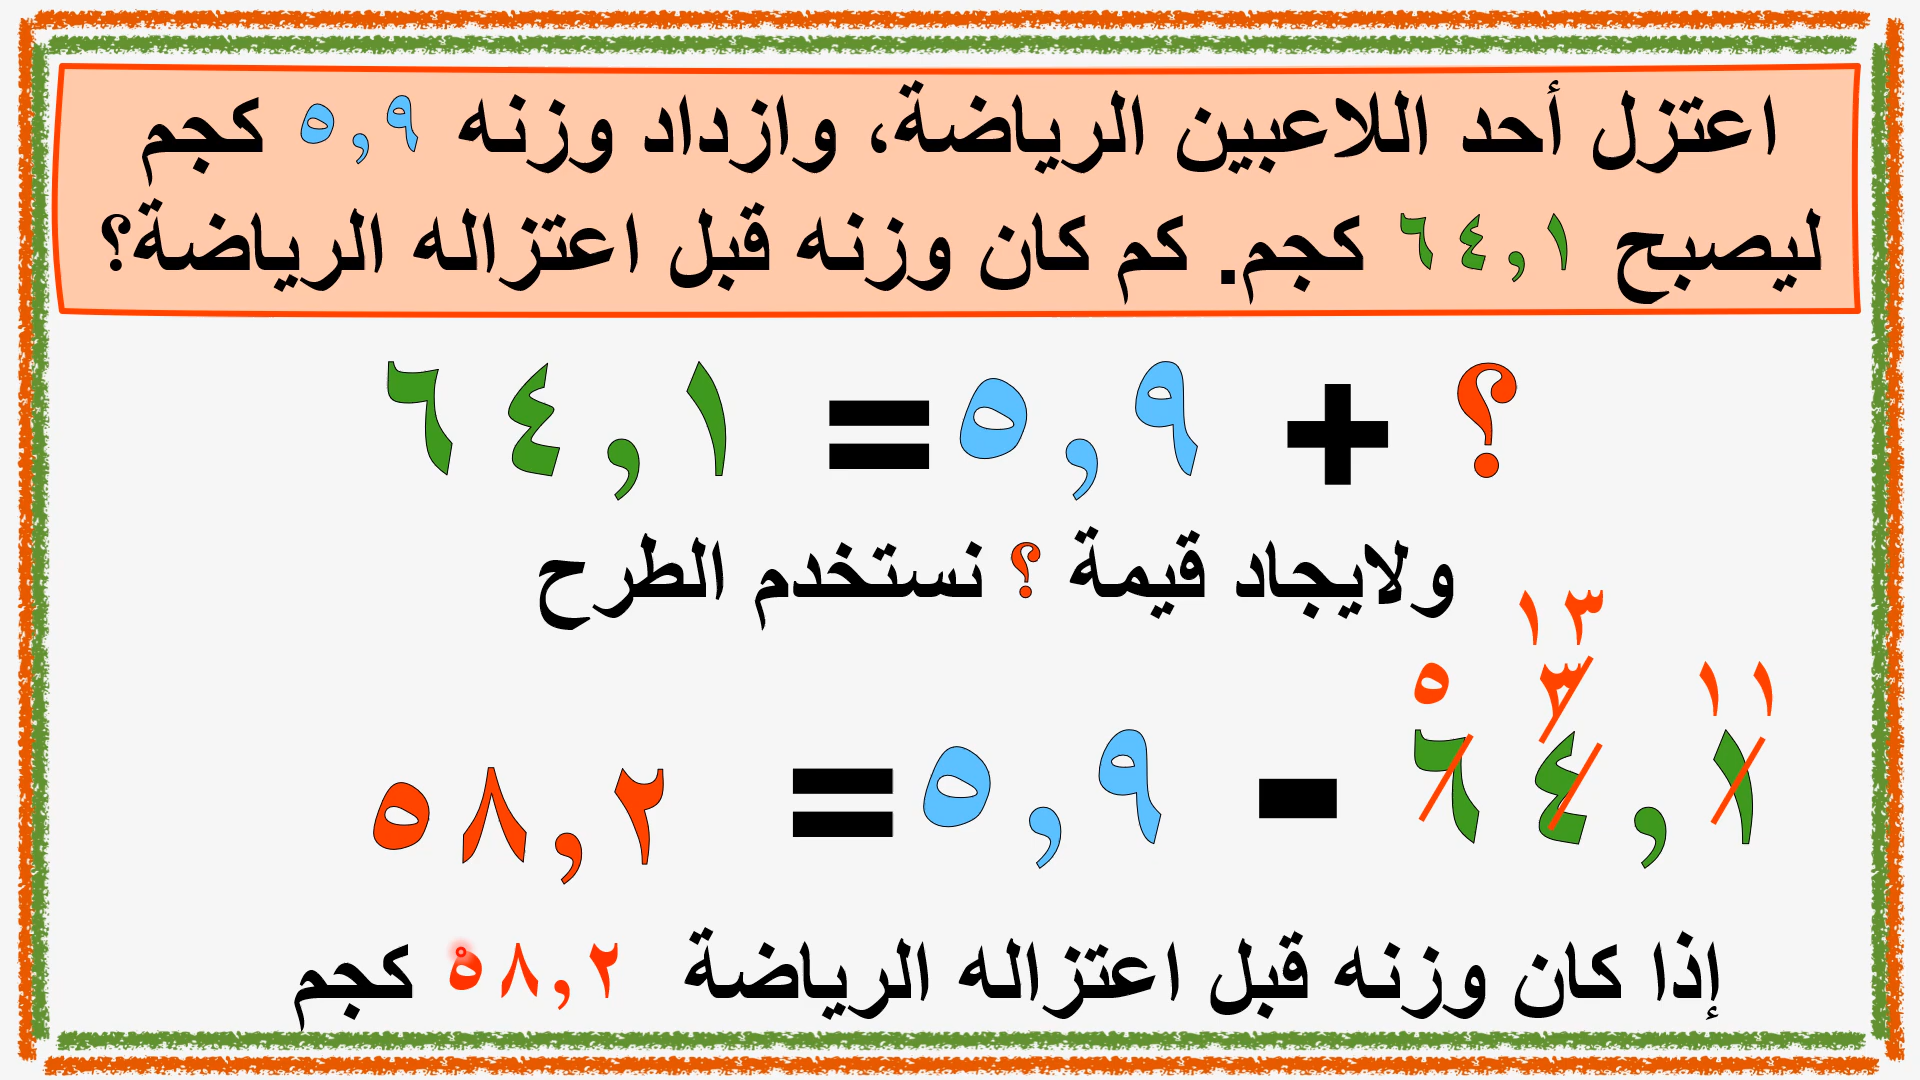 اعتزل أحد اللاعبين الرياضة، وازداد وزنه ٥,٩ كجم
ليصبح ٦٤,١ كجم. كم كان وزنه قبل اعتزاله الرياضة؟
؟ + ٥,٩ = ٦٤,١
ولايجاد قيمة ؟ نستخدم الطرح
١٣
٥ ٣ ١١
٦٤,١ - ٥,٩ = ٥٨,٢
إذا كان وزنه قبل اعتزاله الرياضة ٥٨,٢ كجم